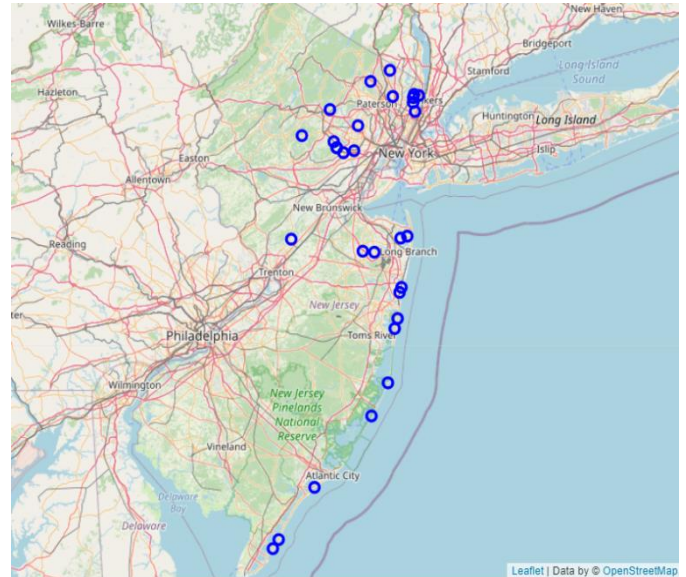 Wilkes-Barre
New Haven
Bridgeport
Stamford
Long Island
Sound
Hazleton
Paterson
Yonkers
Huntington
Long Island
Islip
New York
Easton
Allentown
New Brunswick
Reading
Long Branch
Trenton
New Jersey
Toms River
Philadelphia
Wilmington
New Jersey
Pinelands
National
Reserve
Vineland
Atlantic City
Delaware
Bay
Delaware
Leaflet | Data by © OpenStreetMap